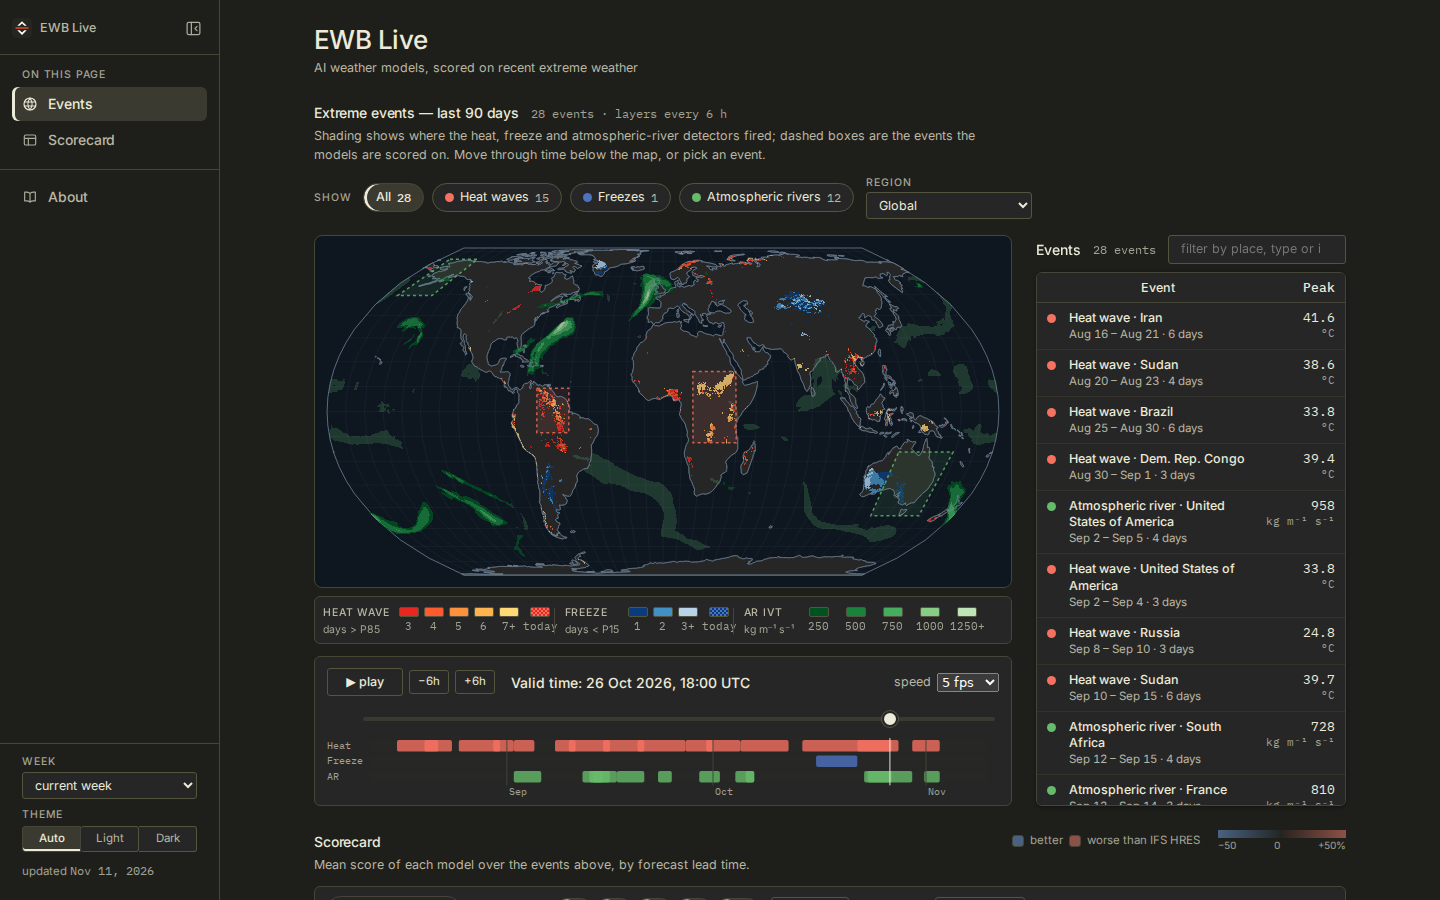 EWB Live
ON THIS PAGE
Events
Scorecard
About
WEEK
current week
THEME
Auto Light Dark
updated Nov 11, 2026
EWB Live
AI weather models, scored on recent extreme weather
Extreme events — last 90 days 28 events · layers every 6 h
Shading shows where the heat, freeze and atmospheric-river detectors fired; dashed boxes are the events the
models are scored on. Move through time below the map, or pick an event.
SHOW All 28 Heat waves 15 Freezes 1 Atmospheric rivers 12
REGION
Global
HEAT WAVE
days > P85
3 4 5 6 7+ today
FREEZE
days < P15
1 2 3+ today
AR IVT
kg m⁻¹ s⁻¹
250 500 750 1000 1250+
▶ play −6h +6h Valid time: 26 Oct 2026, 18:00 UTC speed 5 fps
Heat
Freeze
AR
Sep Oct Nov
Events 28 events filter by place, type or i
Event Peak
Heat wave · Iran 41.6
Aug 16 – Aug 21 · 6 days °C
Heat wave · Sudan 38.6
Aug 20 – Aug 23 · 4 days °C
Heat wave · Brazil 33.8
Aug 25 – Aug 30 · 6 days °C
Heat wave · Dem. Rep. Congo 39.4
Aug 30 – Sep 1 · 3 days °C
Atmospheric river · United 958
States of America kg m⁻¹ s⁻¹
Sep 2 – Sep 5 · 4 days
Heat wave · United States of 33.8
America °C
Sep 2 – Sep 4 · 3 days
Heat wave · Russia 24.8
Sep 8 – Sep 10 · 3 days °C
Heat wave · Sudan 39.7
Sep 10 – Sep 15 · 6 days °C
Atmospheric river · South 728
Africa kg m⁻¹ s⁻¹
Sep 12 – Sep 15 · 4 days
Atmospheric river · France 810
Sep 12 – Sep 14 · 3 days kg m⁻¹ s⁻¹
Scorecard
Mean score of each model over the events above, by forecast lead time.
better worse than IFS HRES
−50 0 +50%